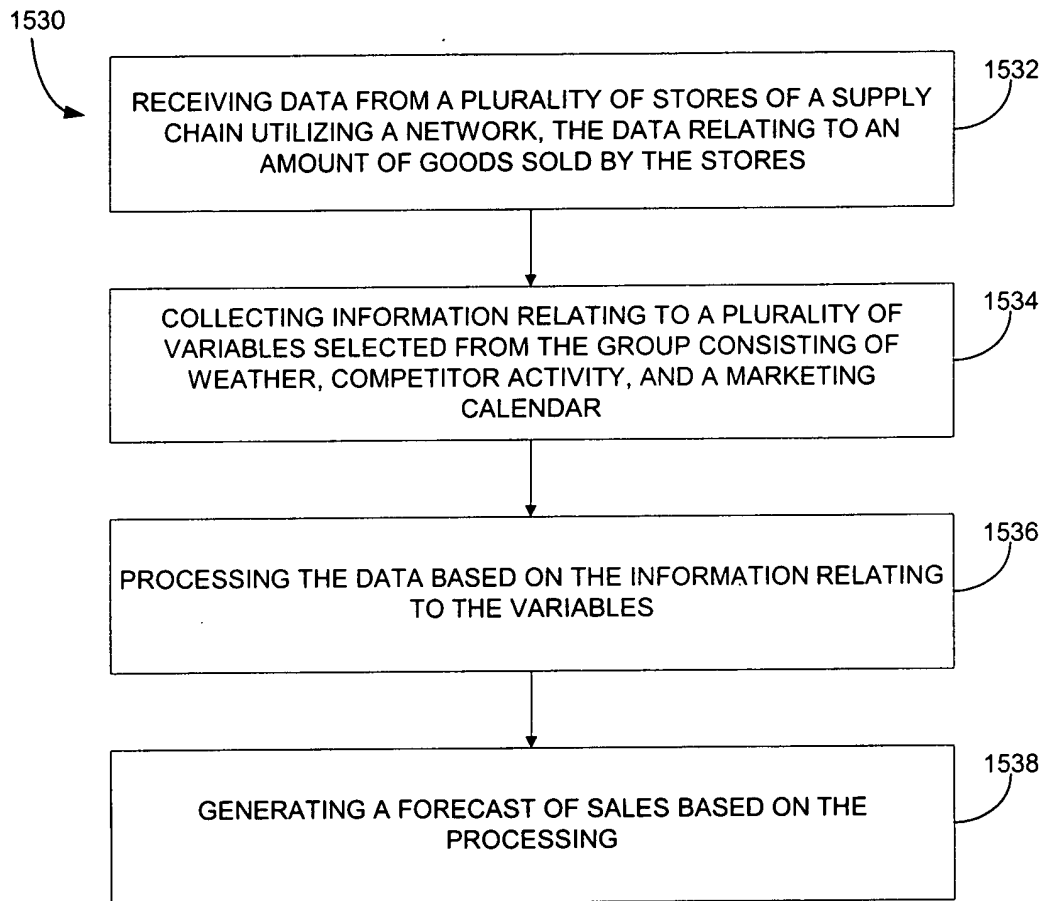 1530
1532
RECEIVING DATA FROM A PLURALITY OF STORES OF A SUPPLY
CHAIN UTILIZING A NETWORK, THE DATA RELATING TO AN
AMOUNT OF GOODS SOLD BY THE STORES
1534
COLLECTING INFORMATION RELATING TO A PLURALITY OF
VARIABLES SELECTED FROM THE GROUP CONSISTING OF
WEATHER, COMPETITOR ACTIVITY, AND A MARKETING
CALENDAR
1536
PROCESSING THE DATA BASED ON THE INFORMATION RELATING
TO THE VARIABLES
1538
GENERATING A FORECAST OF SALES BASED ON THE
PROCESSING